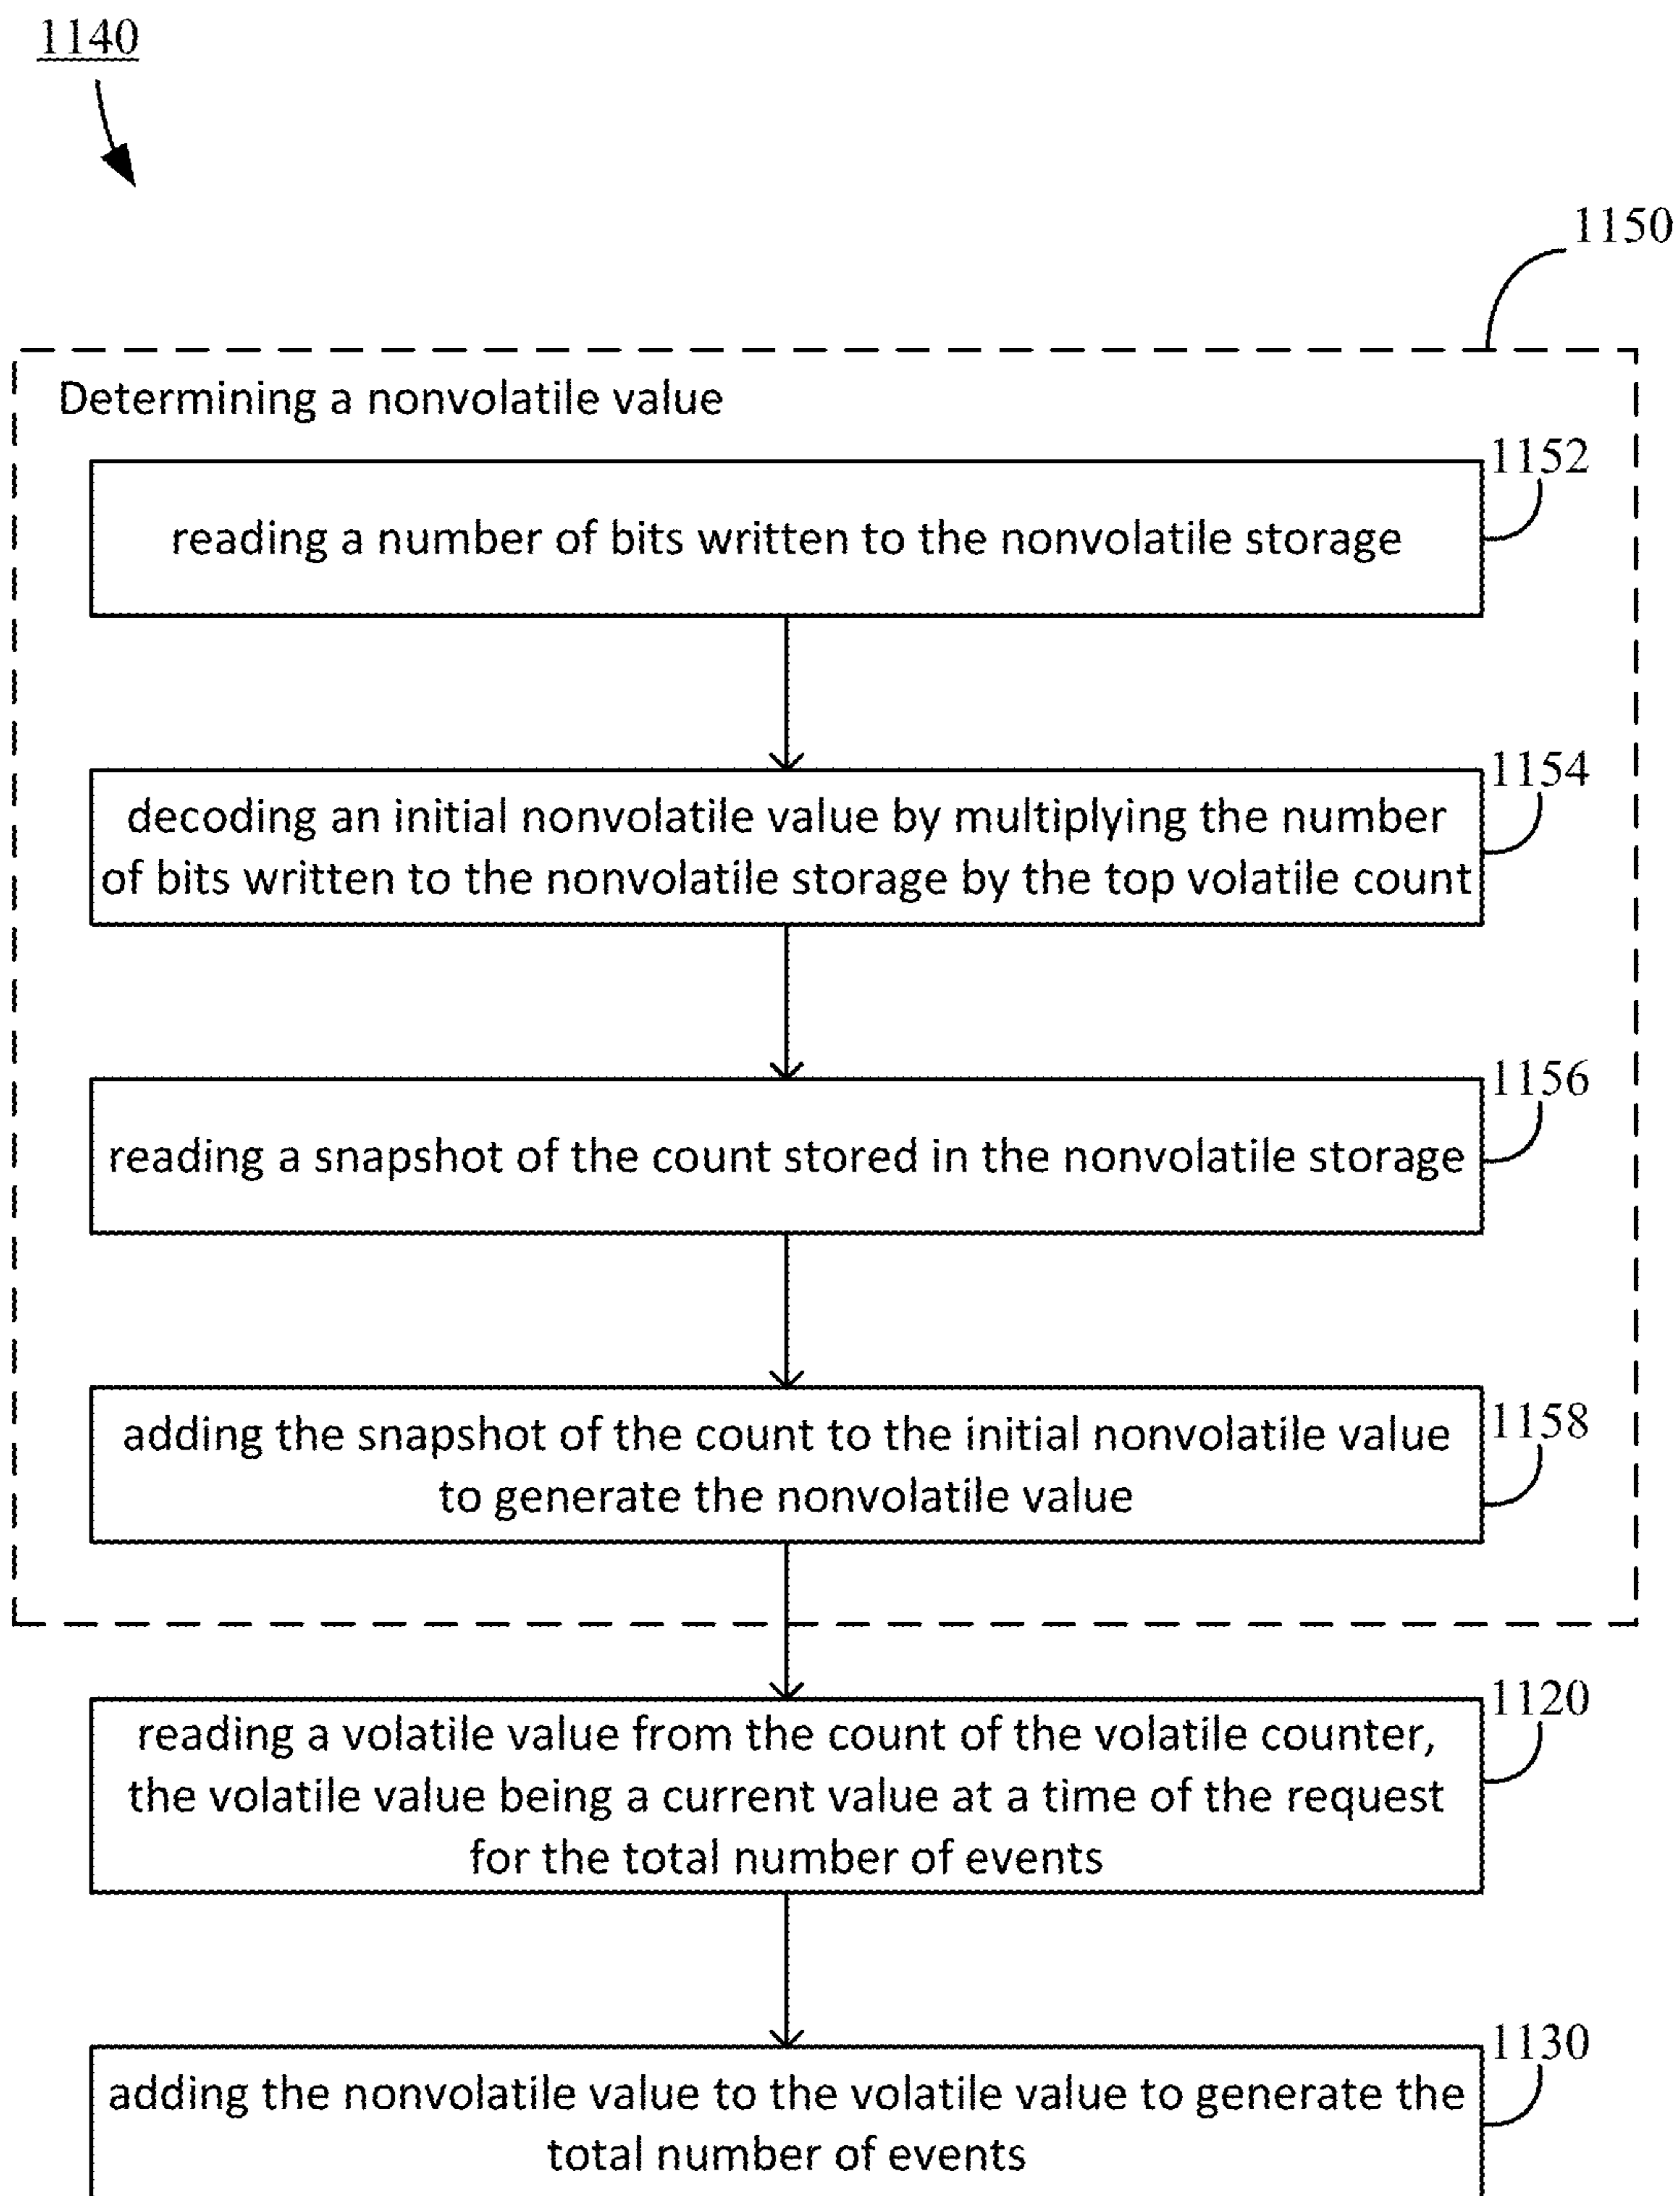 1140
1150
Determining a nonvolatile value
1152
reading a number of bits written to the nonvolatile storage
1154
decoding an initial nonvolatile value by multiplying the number
of bits written to the nonvolatile storage by the top volatile count
1156
reading a snapshot of the count stored in the nonvolatile storage
1158
adding the snapshot of the count to the initial nonvolatile value
to generate the nonvolatile value
1120
reading a volatile value from the count of the volatile counter,
the volatile value being a current value at a time of the request
for the total number of events
1130
adding the nonvolatile value to the volatile value to generate the
total number of events